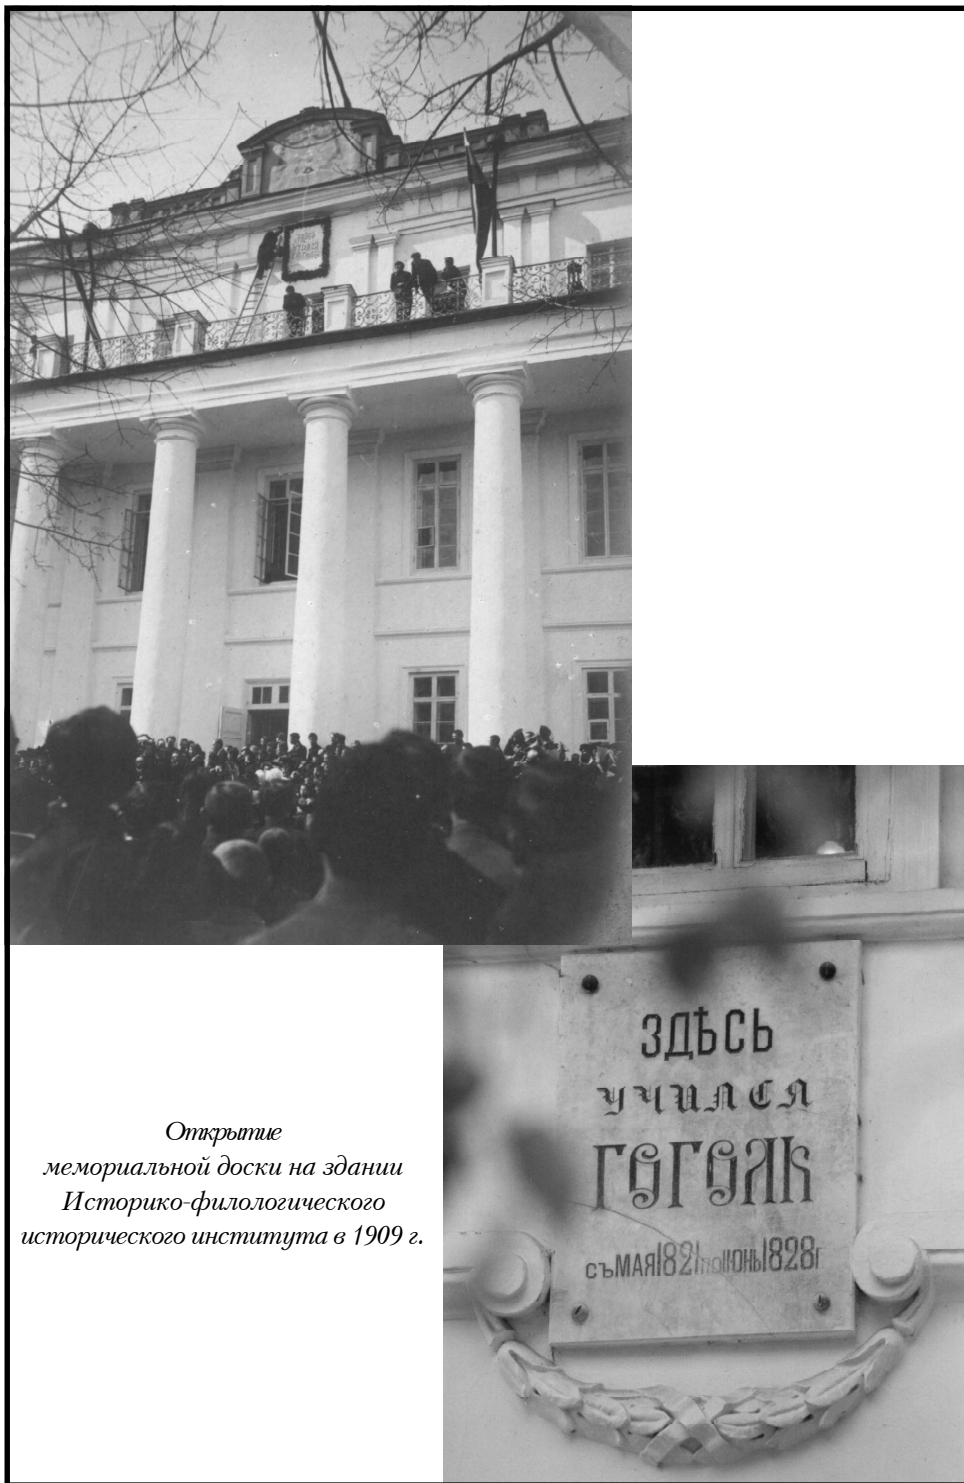 Открытие
мемориальной доски на здании
Историко-филологического
исторического института в 1909 г.
ЗДѢСЬ
УЧИЛСЯ
ГОГОЛЬ
съ МАЯ 1821 по ІЮНЬ 1828 г